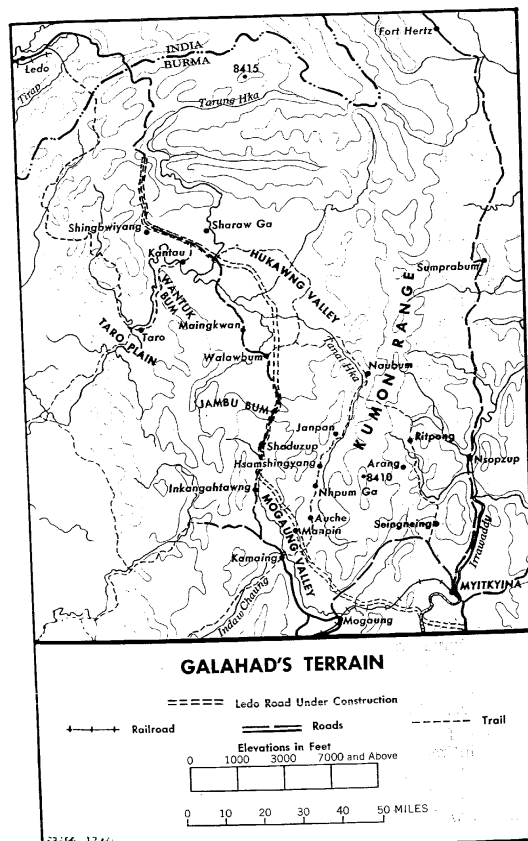 Fort Hertz
INDIA
BURMA
Ledo
8415
Tirap
Tarung Hka
Sharaw Ga
Shingbwiyang
Kantau
HUKAWNG VALLEY
Sumprabum
WANTUK BUM
KUMON RANGE
Maingkwan
TARO PLAIN
Taro
Tanai Hka
Walawbum
Naubum
JAMBU BUM
Janpan
Ritpong
Shaduzup
Nsopzup
Hsamshingyang
Arang
8410
Inkangahtawng
Nhpum Ga
MOGAUNG VALLEY
Auche
Seingneing
Manpin
Irrawaddy
Kamaing
MYITKYINA
Indaw Chaung
Mogaung
GALAHAD'S TERRAIN
Ledo Road Under Construction
Railroad
Roads
Trail
Elevations in Feet
0 1000 3000 7000 and Above
0 10 20 30 40 50 MILES